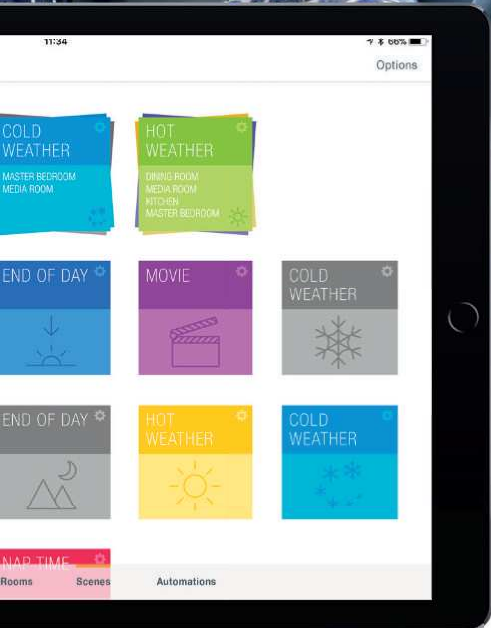 11:34
66%
Options
COLD
WEATHER
MASTER BEDROOM
MEDIA ROOM
HOT
WEATHER
DINING ROOM
MEDIA ROOM
KITCHEN
MASTER BEDROOM
END OF DAY
MOVIE
COLD
WEATHER
END OF DAY
HOT
WEATHER
COLD
WEATHER
NAP TIME
Rooms
Scenes
Automations